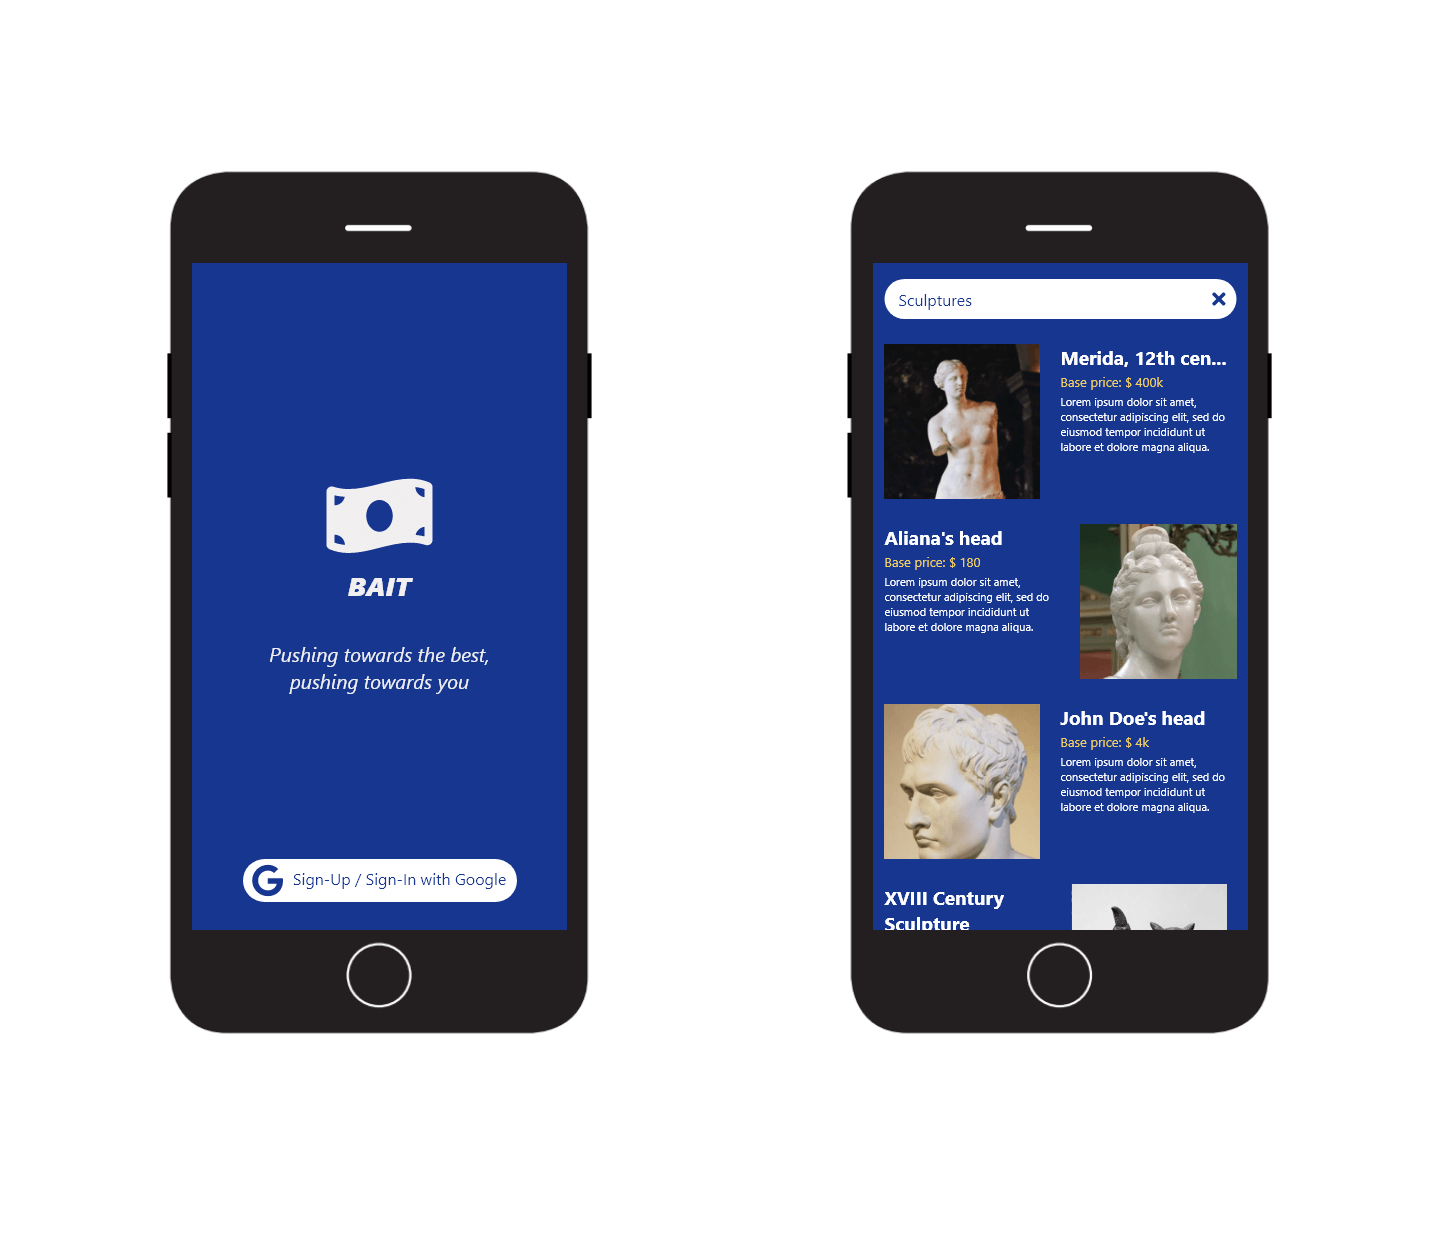 BAIT
Pushing towards the best,
pushing towards you
Sign-Up / Sign-In with Google
Sculptures
Merida, 12th cen...
Base price: $ 400k
Lorem ipsum dolor sit amet,
consectetur adipiscing elit, sed do
eiusmod tempor incididunt ut
labore et dolore magna aliqua.
Aliana's head
Base price: $ 180
Lorem ipsum dolor sit amet,
consectetur adipiscing elit, sed do
eiusmod tempor incididunt ut
labore et dolore magna aliqua.
John Doe's head
Base price: $ 4k
Lorem ipsum dolor sit amet,
consectetur adipiscing elit, sed do
eiusmod tempor incididunt ut
labore et dolore magna aliqua.
XVIII Century
Sculpture